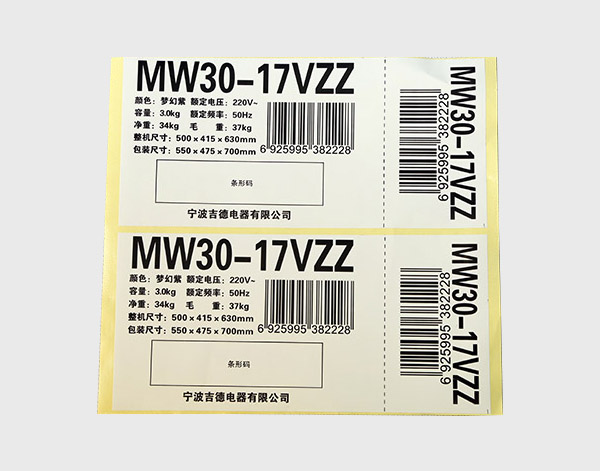 MW30-17VZZ
颜色：梦幻紫 额定电压：220V~
容量：3.0kg 额定频率：50Hz
净重：34kg 毛 重：37kg
整机尺寸：500×415×630mm
包装尺寸：550×475×700mm
6 925995 382228
条形码
宁波吉德电器有限公司
6 925995 382228
MW30-17VZZ
MW30-17VZZ
颜色：梦幻紫 额定电压：220V~
容量：3.0kg 额定频率：50Hz
净重：34kg 毛 重：37kg
整机尺寸：500×415×630mm
包装尺寸：550×475×700mm
6 925995 382228
条形码
宁波吉德电器有限公司
6 925995 382228
MW30-17VZZ